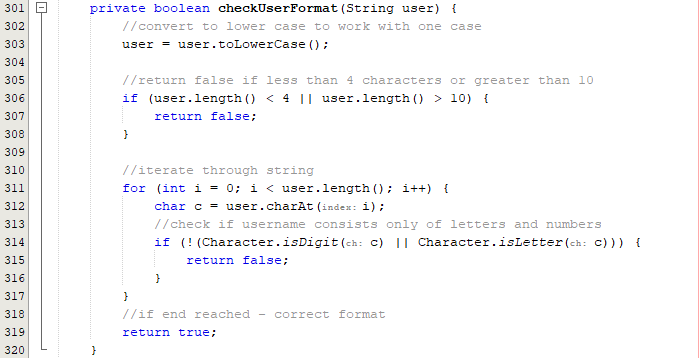 301 private boolean checkUserFormat(String user) {
302 //convert to lower case to work with one case
303 user = user.toLowerCase();
304
305 //return false if less than 4 characters or greater than 10
306 if (user.length() < 4 || user.length() > 10) {
307 return false;
308 }
309
310 //iterate through string
311 for (int i = 0; i < user.length(); i++) {
312 char c = user.charAt(index: i);
313 //check if username consists only of letters and numbers
314 if (!(Character.isDigit(ch: c) || Character.isLetter(ch: c))) {
315 return false;
316 }
317 }
318 //if end reached - correct format
319 return true;
320 }